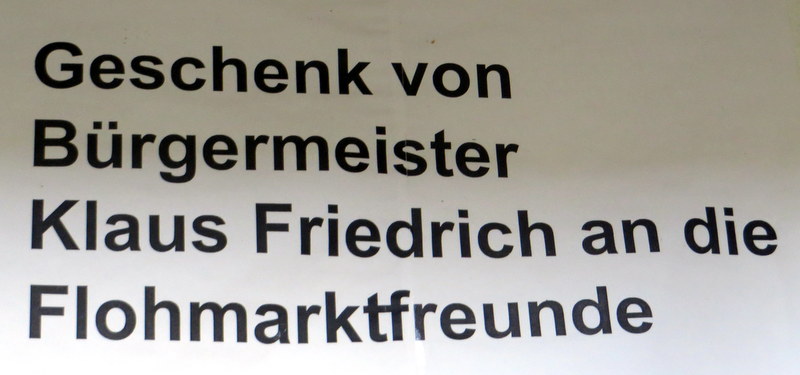 Geschenk von
Bürgermeister
Klaus Friedrich an die
Flohmarktfreunde